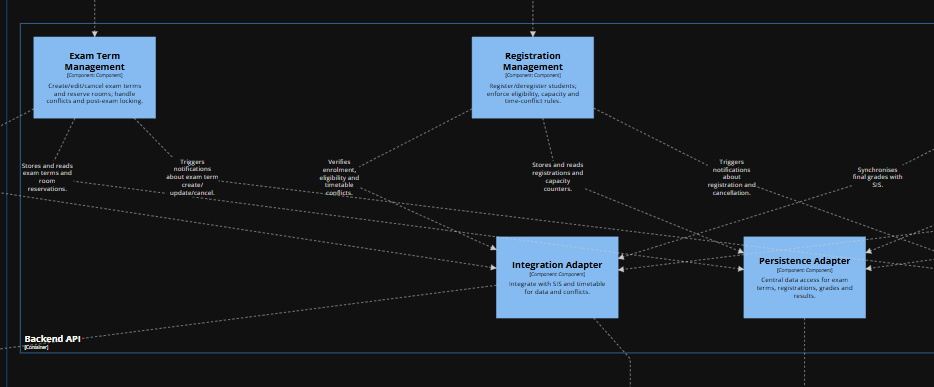 Exam Term
Management
[Component: Component]
Create/edit/cancel exam terms
and reserve rooms; handle
conflicts and post-exam locking.
Registration
Management
[Component: Component]
Register/deregister students;
enforce eligibility, capacity and
time-conflict rules.
Stores and reads
exam terms and
room
reservations.
Triggers
notifications
about exam term
create/
update/cancel.
Verifies
enrolment,
eligibility and
timetable
conflicts.
Stores and reads
registrations and
capacity
counters.
Triggers
notifications
about
registration and
cancellation.
Synchronises
final grades with
SIS.
Integration Adapter
[Component: Component]
Integrate with SIS and timetable
for data and conflicts.
Persistence Adapter
[Component: Component]
Central data access for exam
terms, registrations, grades and
results.
Backend API
[Container]